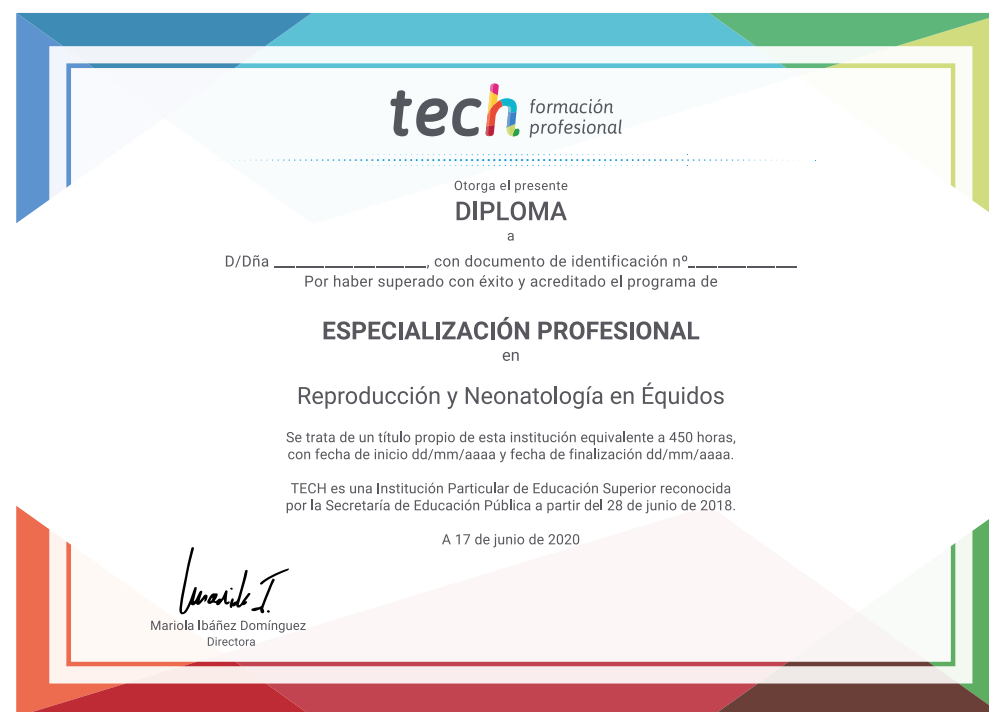 tech formación
profesional
Otorga el presente
DIPLOMA
a
D/Dña ____________________, con documento de identificación nº______________
Por haber superado con éxito y acreditado el programa de
ESPECIALIZACIÓN PROFESIONAL
en
Reproducción y Neonatología en Équidos
Se trata de un título propio de esta institución equivalente a 450 horas,
con fecha de inicio dd/mm/aaaa y fecha de finalización dd/mm/aaaa.
TECH es una Institución Particular de Educación Superior reconocida
por la Secretaría de Educación Pública a partir del 28 de junio de 2018.
A 17 de junio de 2020
Mariola Ibáñez Domínguez
Directora